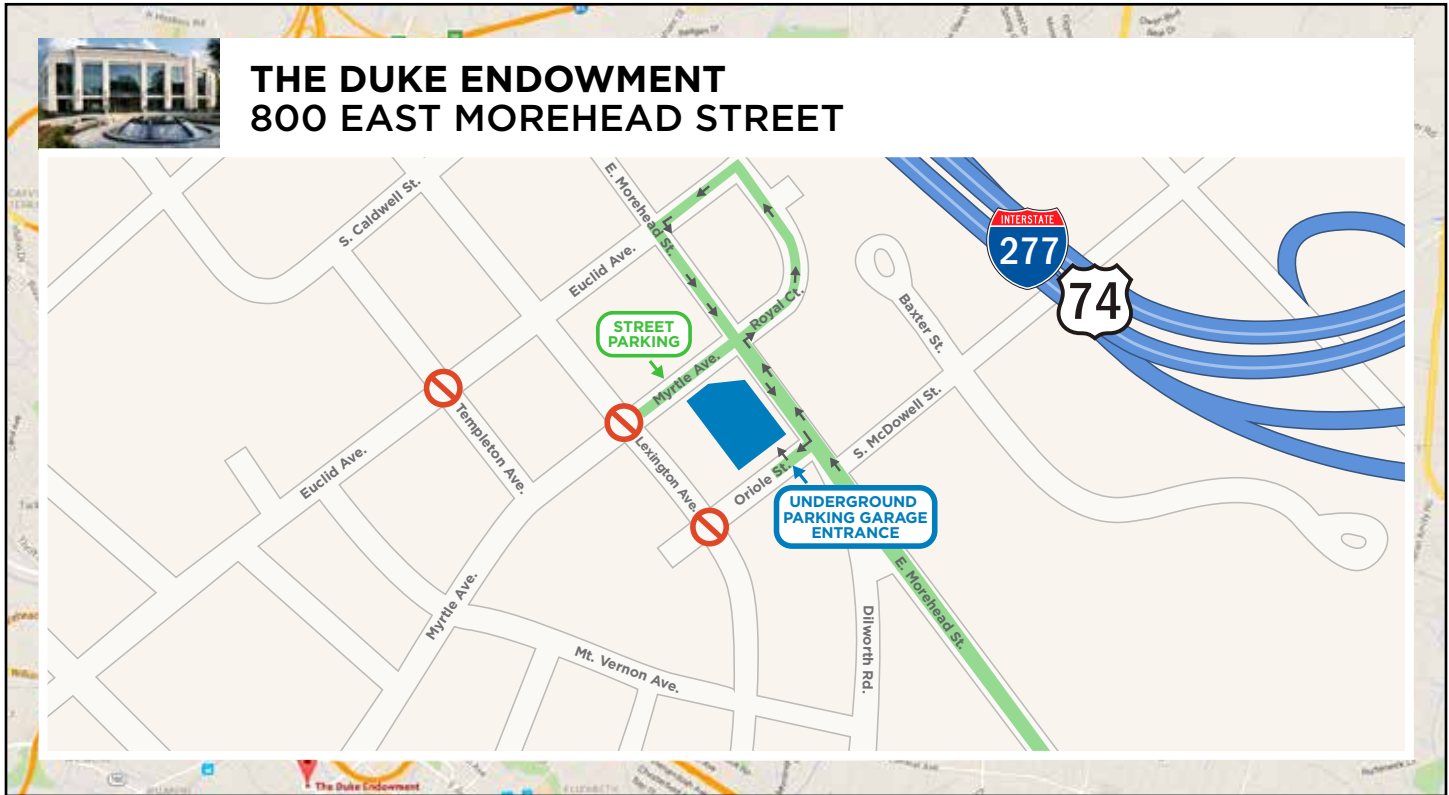 THE DUKE ENDOWMENT
800 EAST MOREHEAD STREET
S. Caldwell St.
E. Morehead St.
Euclid Ave.
INTERSTATE
277
74
Royal Ct.
Baxter St.
STREET
PARKING
Myrtle Ave.
S. McDowell St.
Templeton Ave.
Lexington Ave.
Euclid Ave.
Oriole St.
UNDERGROUND
PARKING GARAGE
ENTRANCE
Myrtle Ave.
E. Morehead St.
Dilworth Rd.
Mt. Vernon Ave.
The Duke Endowment
ELIZABETH